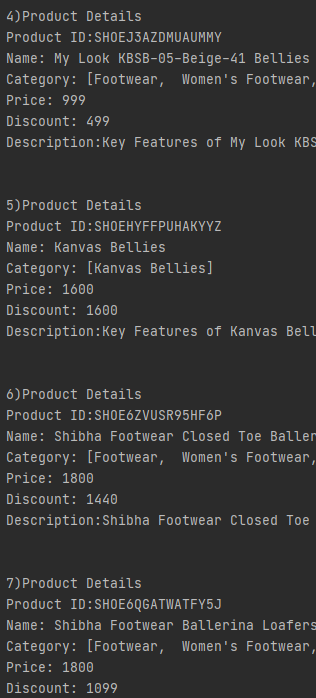 4)Product Details
Product ID:SHOEJ3AZDMUAUMMY
Name: My Look KBSB-05-Beige-41 Bellies
Category: [Footwear,  Women's Footwear,
Price: 999
Discount: 499
Description:Key Features of My Look KBS
5)Product Details
Product ID:SHOEHYFFPUHAKYYZ
Name: Kanvas Bellies
Category: [Kanvas Bellies]
Price: 1600
Discount: 1600
Description:Key Features of Kanvas Bell
6)Product Details
Product ID:SHOE6ZVUSR95HF6P
Name: Shibha Footwear Closed Toe Baller
Category: [Footwear,  Women's Footwear,
Price: 1800
Discount: 1440
Description:Shibha Footwear Closed Toe
7)Product Details
Product ID:SHOE6QGATWATFY5J
Name: Shibha Footwear Ballerina Loafers
Category: [Footwear,  Women's Footwear,
Price: 1800
Discount: 1099